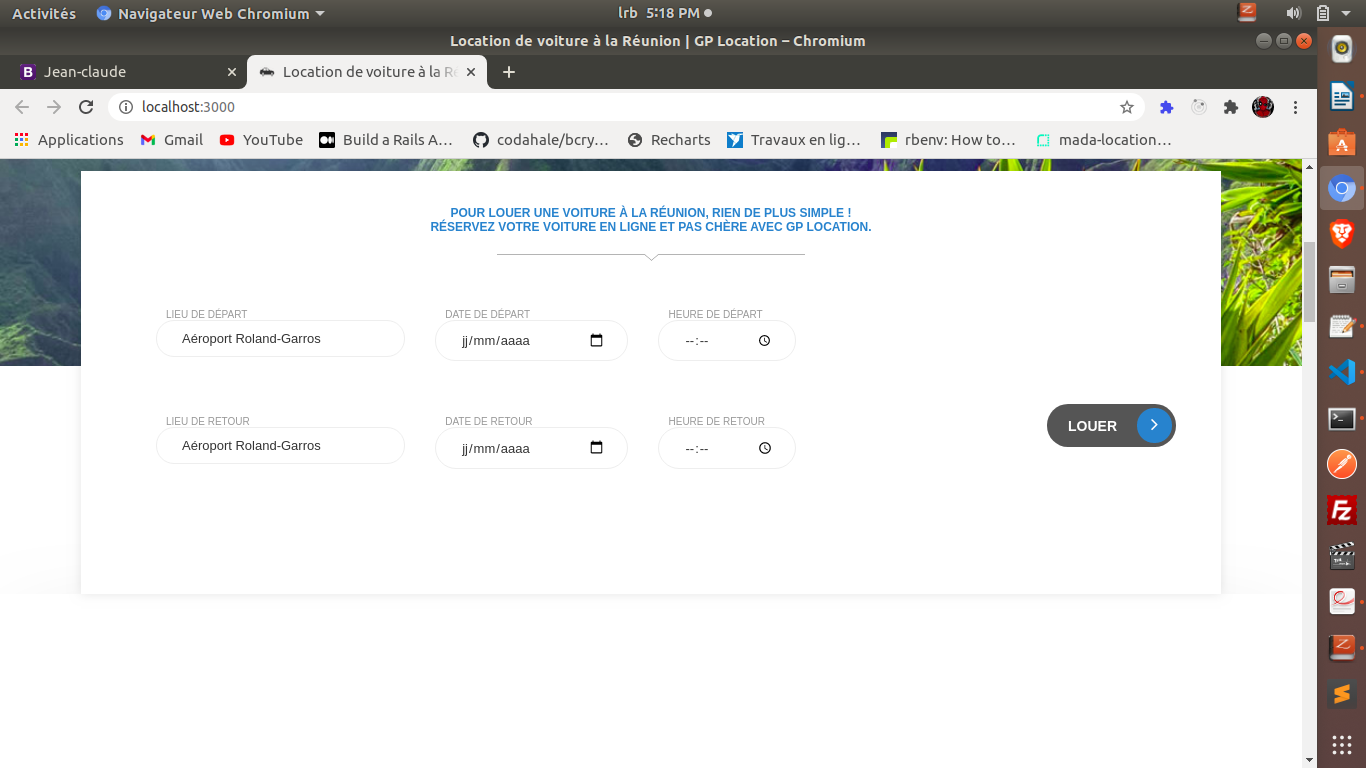 Activités Navigateur Web Chromium lrb 5:18 PM
Location de voiture à la Réunion | GP Location – Chromium
Jean-claude Location de voiture à la Ré
localhost:3000
Applications Gmail YouTube Build a Rails A… codahale/bcry… Recharts Travaux en lig… rbenv: How to… mada-location…
POUR LOUER UNE VOITURE À LA RÉUNION, RIEN DE PLUS SIMPLE !
RÉSERVEZ VOTRE VOITURE EN LIGNE ET PAS CHÈRE AVEC GP LOCATION.
LIEU DE DÉPART DATE DE DÉPART HEURE DE DÉPART
Aéroport Roland-Garros jj/mm/aaaa --:--
LIEU DE RETOUR DATE DE RETOUR HEURE DE RETOUR
LOUER
Aéroport Roland-Garros jj/mm/aaaa --:--